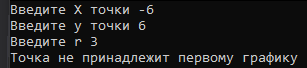 Введите X точки -6
Введите y точки 6
Введите r 3
Точка не принадлежит первому графику